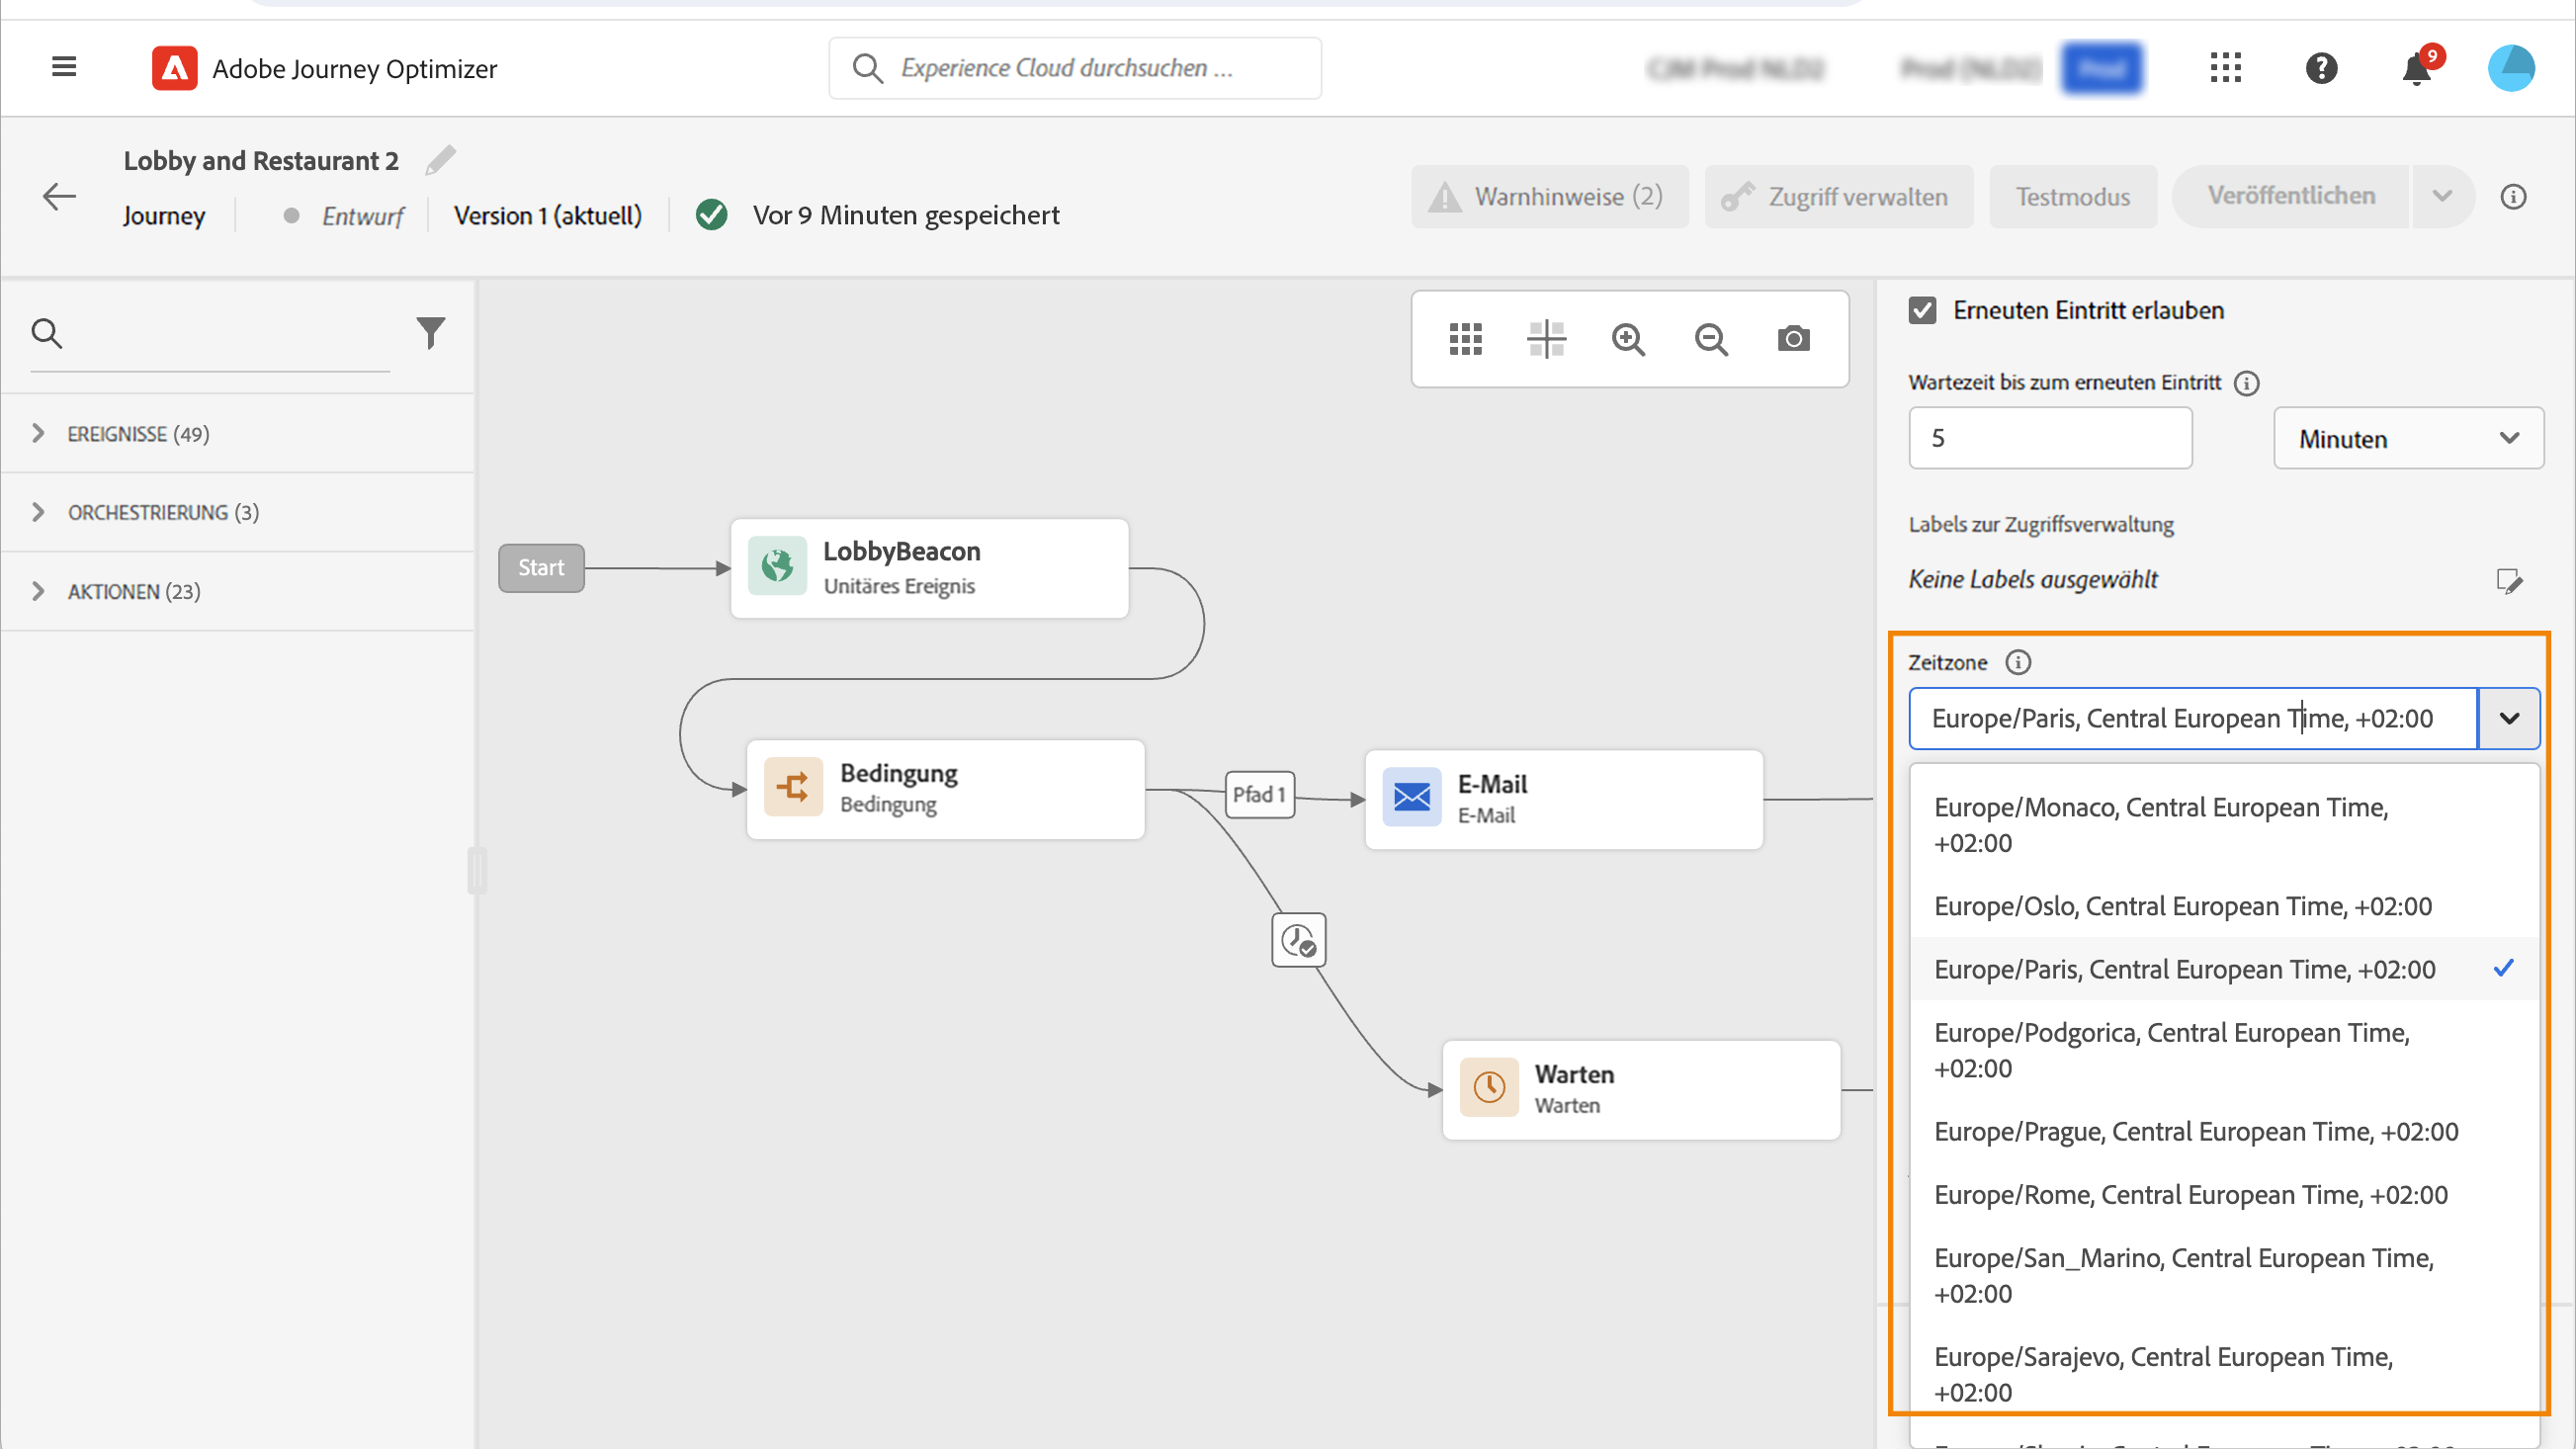 Adobe Journey Optimizer
Experience Cloud durchsuchen ...
9
Lobby and Restaurant 2
Journey
Entwurf
Version 1 (aktuell)
Vor 9 Minuten gespeichert
Warnhinweise (2)
Zugriff verwalten
Testmodus
Veröffentlichen
EREIGNISSE (49)
ORCHESTRIERUNG (3)
AKTIONEN (23)
Start
LobbyBeacon
Unitäres Ereignis
Bedingung
Bedingung
Pfad 1
E-Mail
E-Mail
Warten
Warten
Erneuten Eintritt erlauben
Wartezeit bis zum erneuten Eintritt
5
Minuten
Labels zur Zugriffsverwaltung
Keine Labels ausgewählt
Zeitzone
Europe/Paris, Central European Time, +02:00
Europe/Monaco, Central European Time,
+02:00
Europe/Oslo, Central European Time, +02:00
Europe/Paris, Central European Time, +02:00
Europe/Podgorica, Central European Time,
+02:00
Europe/Prague, Central European Time, +02:00
Europe/Rome, Central European Time, +02:00
Europe/San_Marino, Central European Time,
+02:00
Europe/Sarajevo, Central European Time,
+02:00